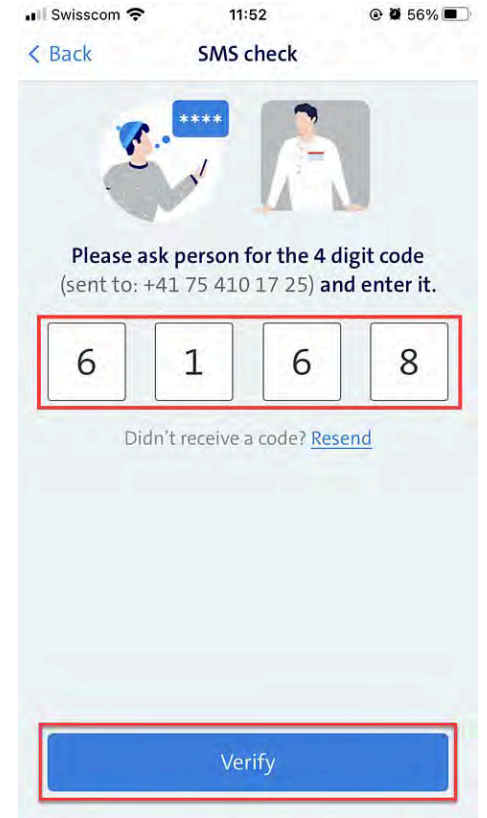 Swisscom 11:52 56%
Back SMS check
****
Please ask person for the 4 digit code
(sent to: +41 75 410 17 25) and enter it.
6 1 6 8
Didn't receive a code? Resend
Verify